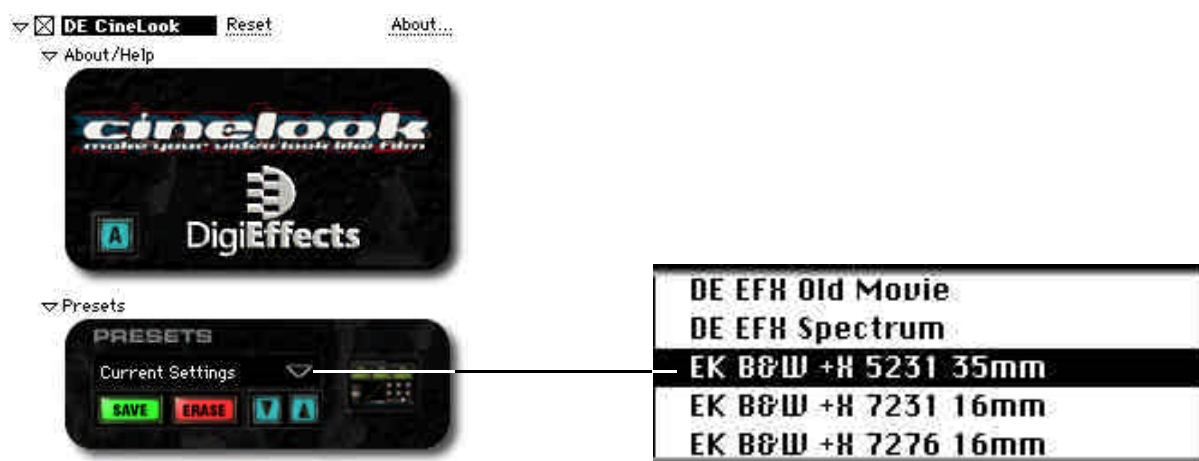 DE CineLook Reset About...
About/Help
cinelook
make your video look like film
A
DigiEffects
Presets
PRESETS
Current Settings
SAVE ERASE
DE EFX Old Movie
DE EFX Spectrum
EK B&W +X 5231 35mm
EK B&W +X 7231 16mm
EK B&W +X 7276 16mm